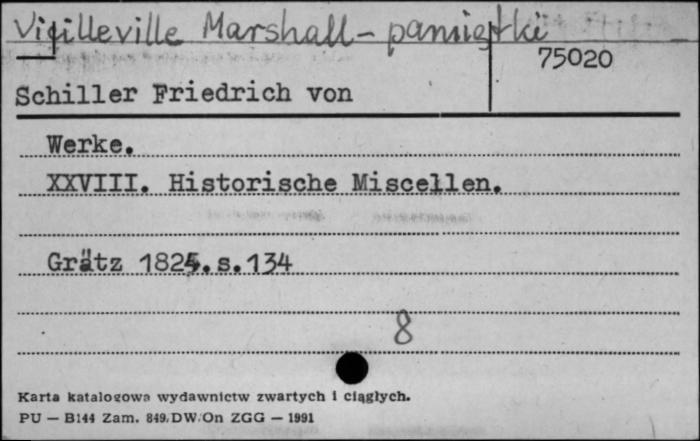 Vieilleville Marshall - pamiętki
75020
Schiller Friedrich von
Werke.
XXVIII. Historische Miscellen.
Grätz 1825. s. 134
8
Karta katalogowa wydawnictw zwartych i ciągłych.
PU — B144 Zam. 849/DW/On ZGG — 1991